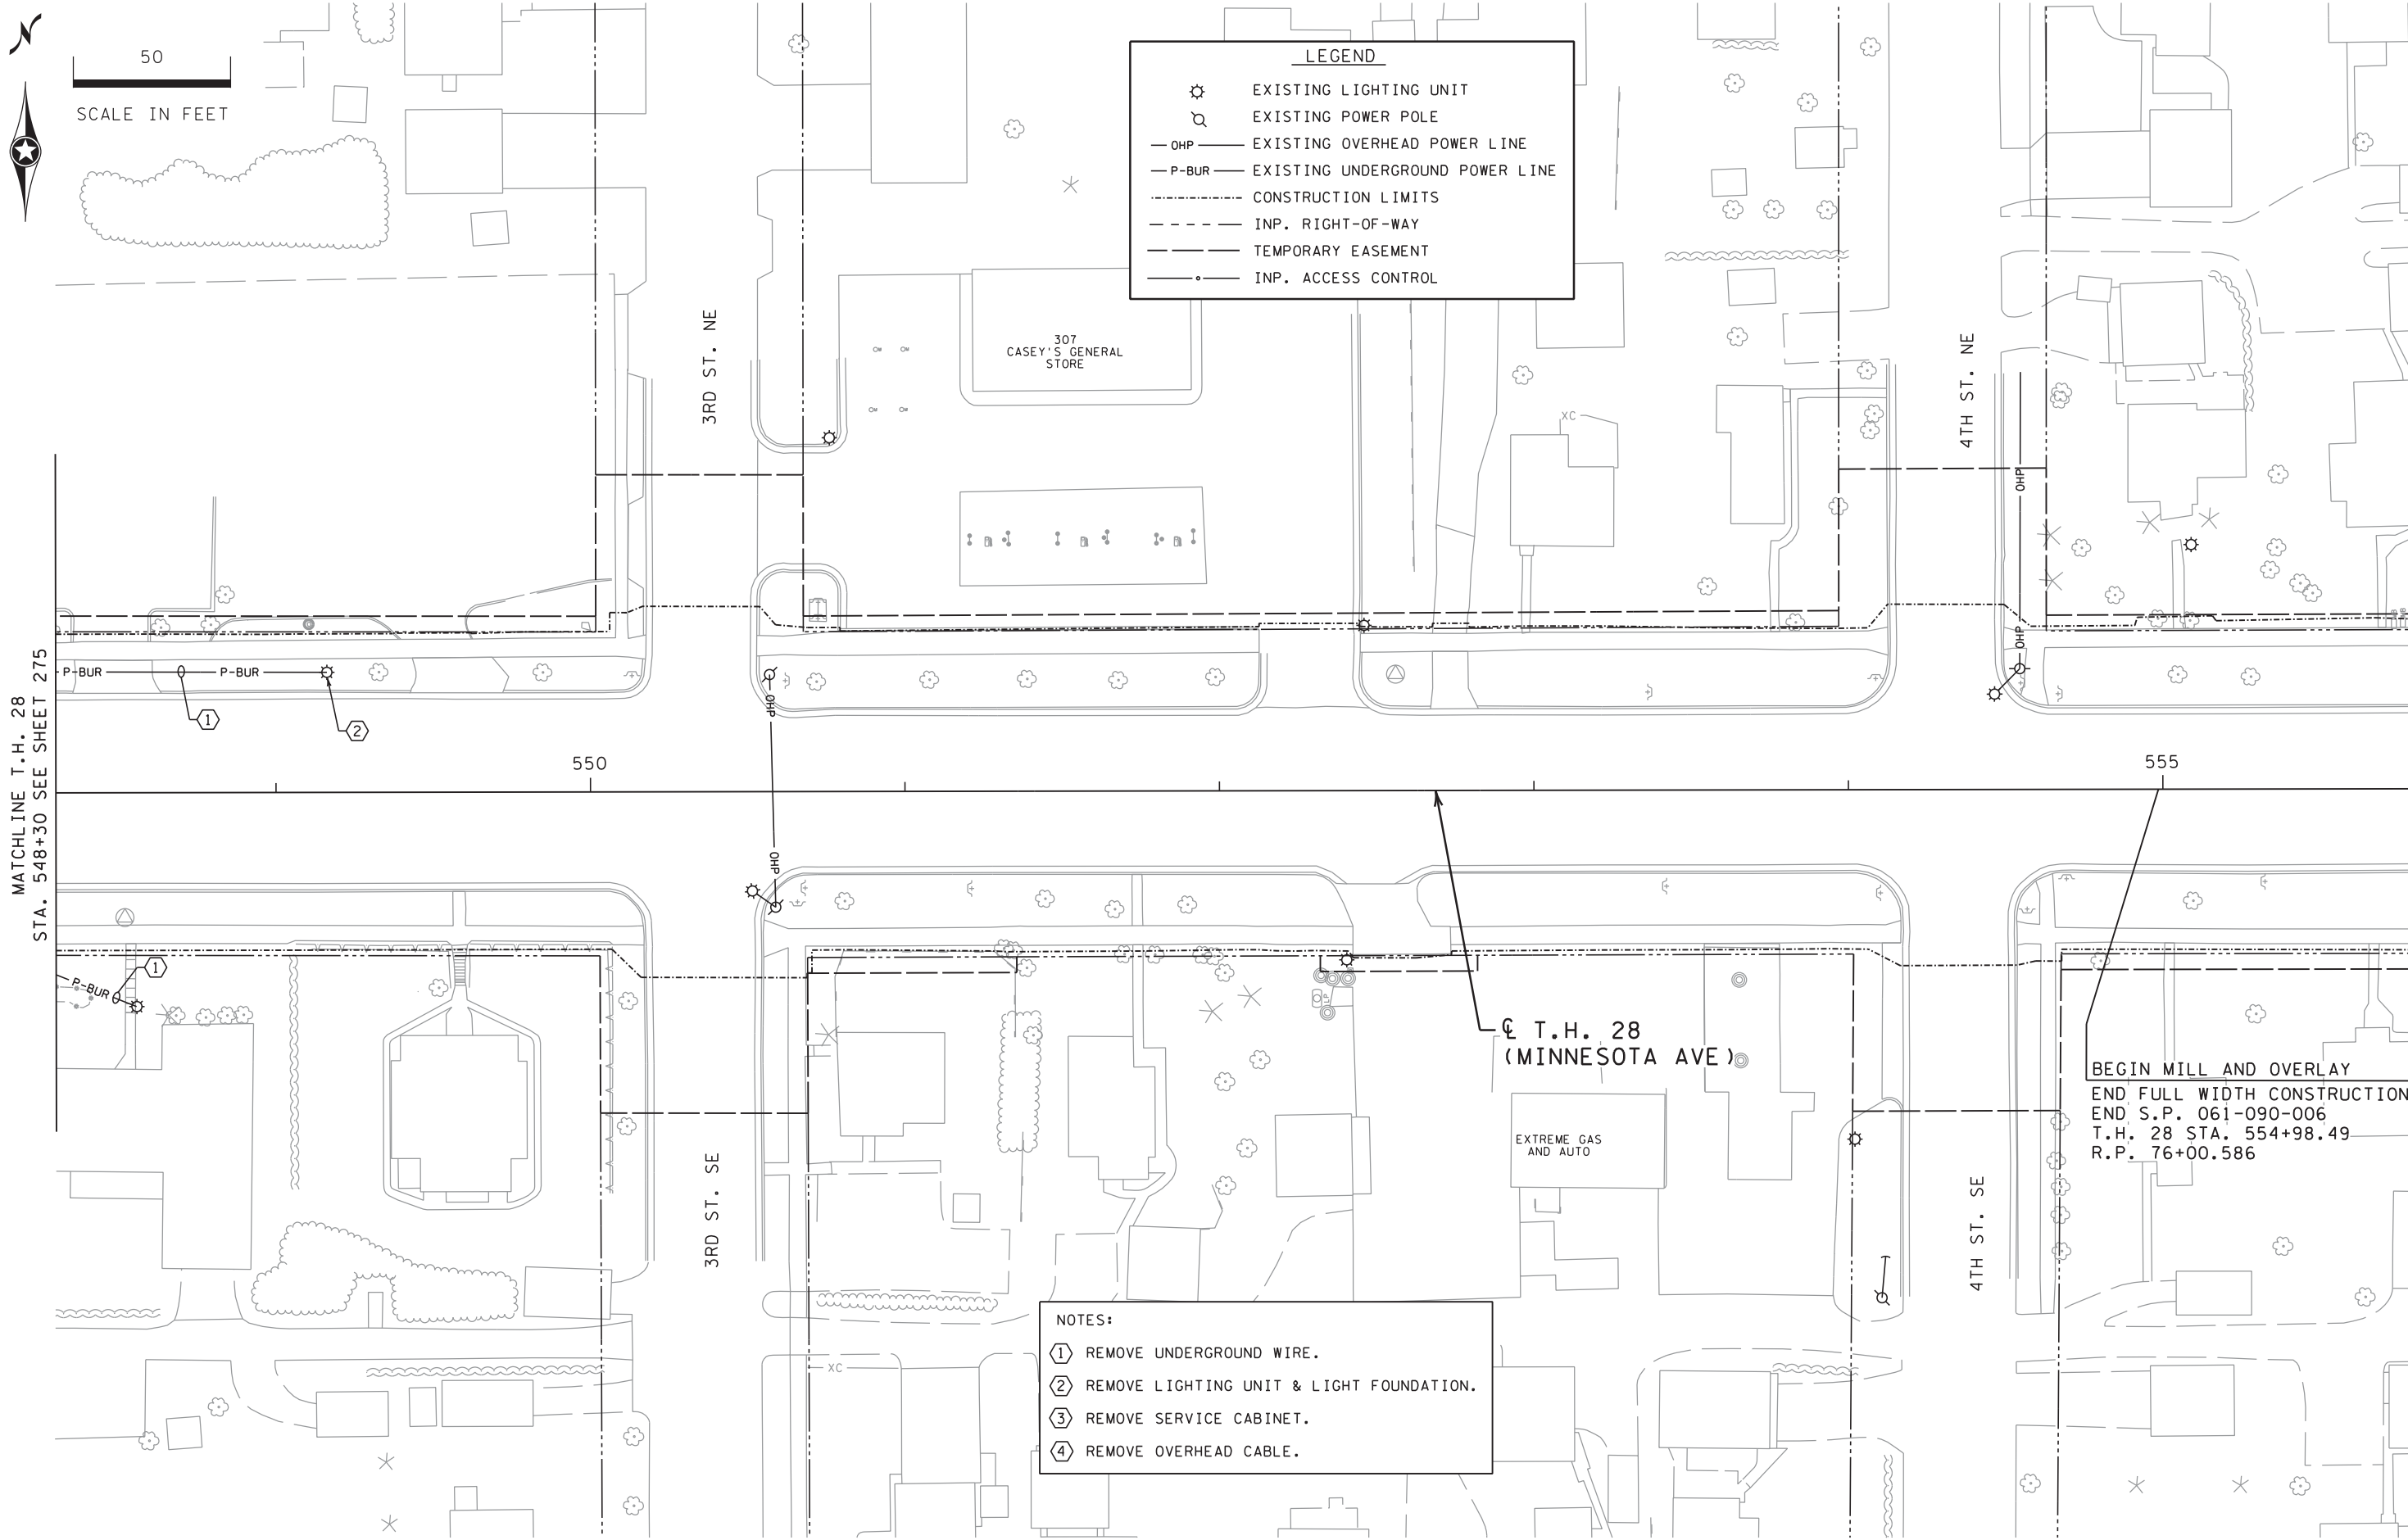 N
50
SCALE IN FEET
LEGEND
EXISTING LIGHTING UNIT
EXISTING POWER POLE
OHP EXISTING OVERHEAD POWER LINE
P-BUR EXISTING UNDERGROUND POWER LINE
CONSTRUCTION LIMITS
INP. RIGHT-OF-WAY
TEMPORARY EASEMENT
INP. ACCESS CONTROL
3RD ST. NE
307
CASEY'S GENERAL
STORE
XC
4TH ST. NE
OHP
OHP
MATCHLINE T.H. 28
STA. 548+30 SEE SHEET 275
P-BUR
P-BUR
1
2
OHP
OHP
550
555
P-BUR
1
LP
℄ T.H. 28
(MINNESOTA AVE)
EXTREME GAS
AND AUTO
BEGIN MILL AND OVERLAY
END FULL WIDTH CONSTRUCTION
END S.P. 061-090-006
T.H. 28 STA. 554+98.49
R.P. 76+00.586
3RD ST. SE
4TH ST. SE
XC
NOTES:
1 REMOVE UNDERGROUND WIRE.
2 REMOVE LIGHTING UNIT & LIGHT FOUNDATION.
3 REMOVE SERVICE CABINET.
4 REMOVE OVERHEAD CABLE.